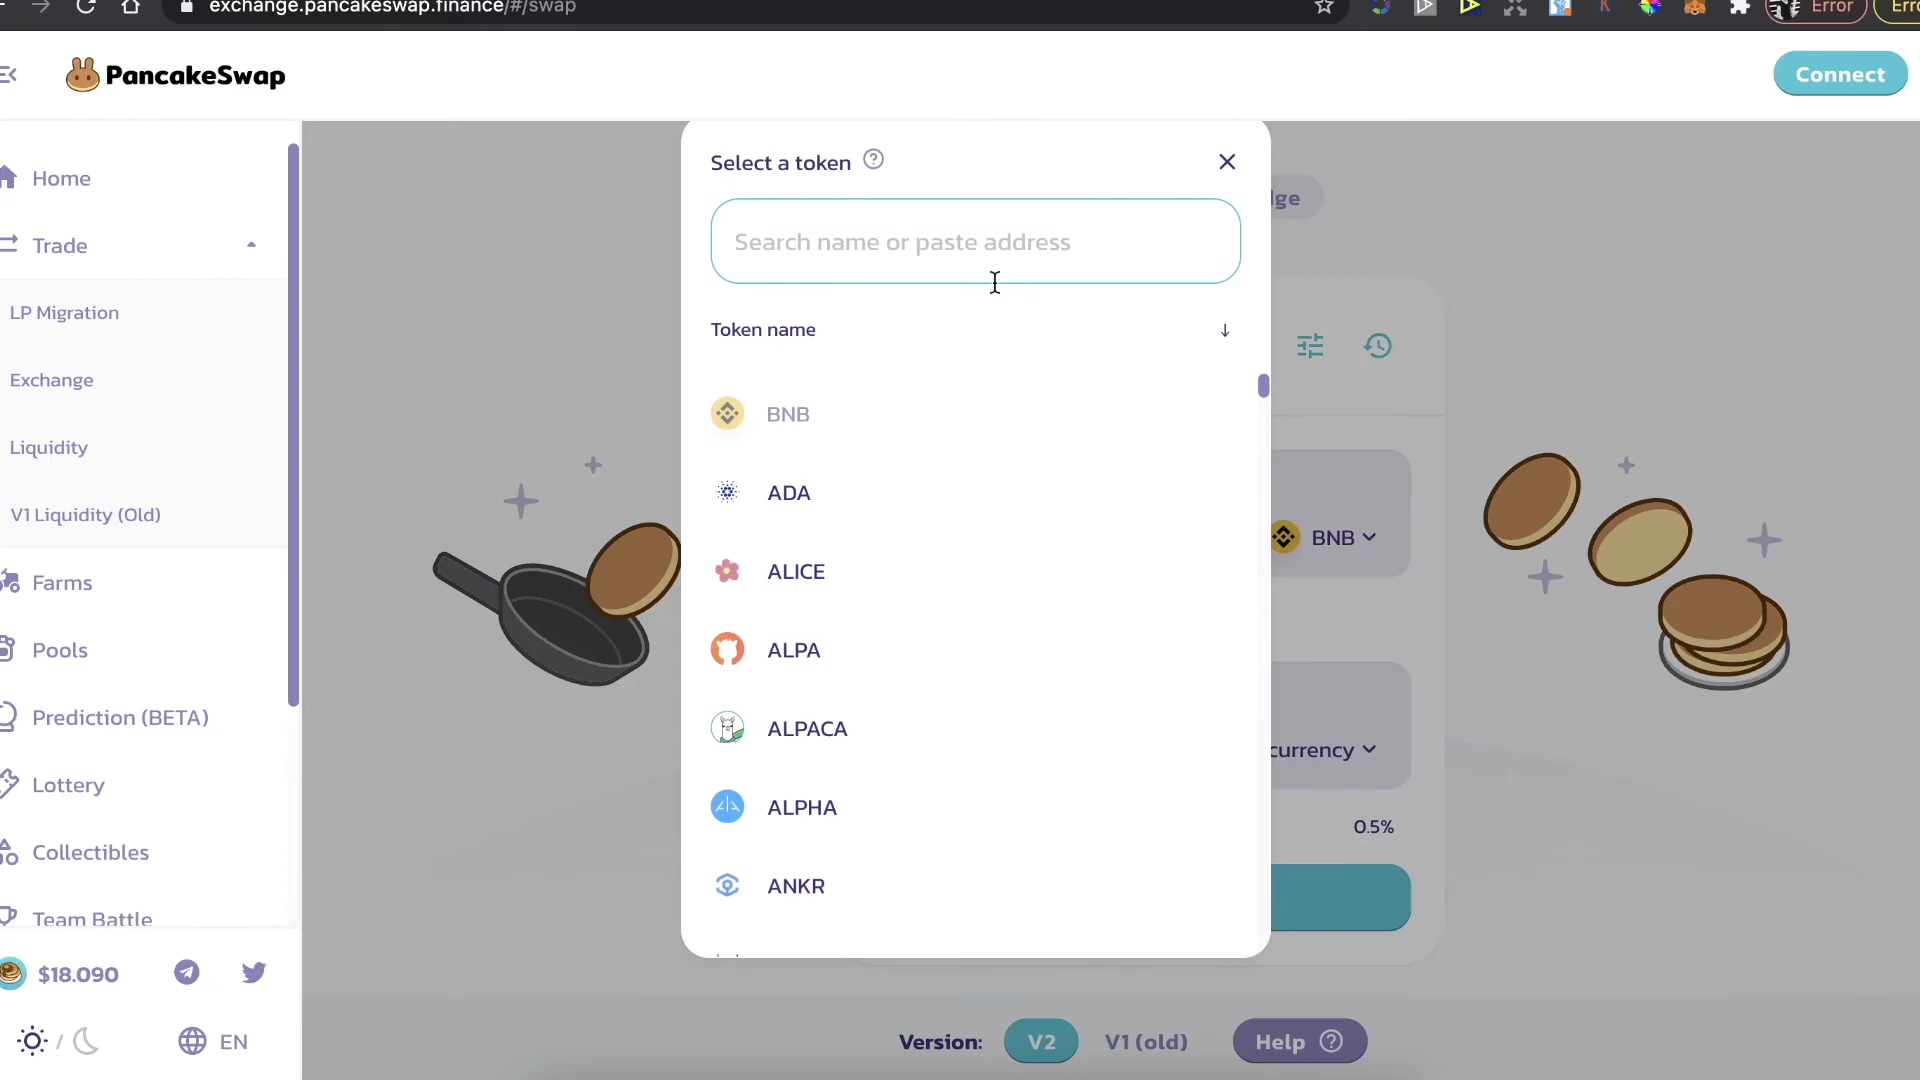 exchange.pancakeswap.finance/#/swap
Error
PancakeSwap
Connect
Home
Trade
LP Migration
Exchange
Liquidity
V1 Liquidity (Old)
Farms
Pools
Prediction (BETA)
Lottery
Collectibles
Team Battle
$18.090
/
EN
Select a token
Search name or paste address
Token name
BNB
ADA
ALICE
ALPA
ALPACA
ALPHA
ANKR
BNB
currency
0.5%
Version:
V2
V1 (old)
Help